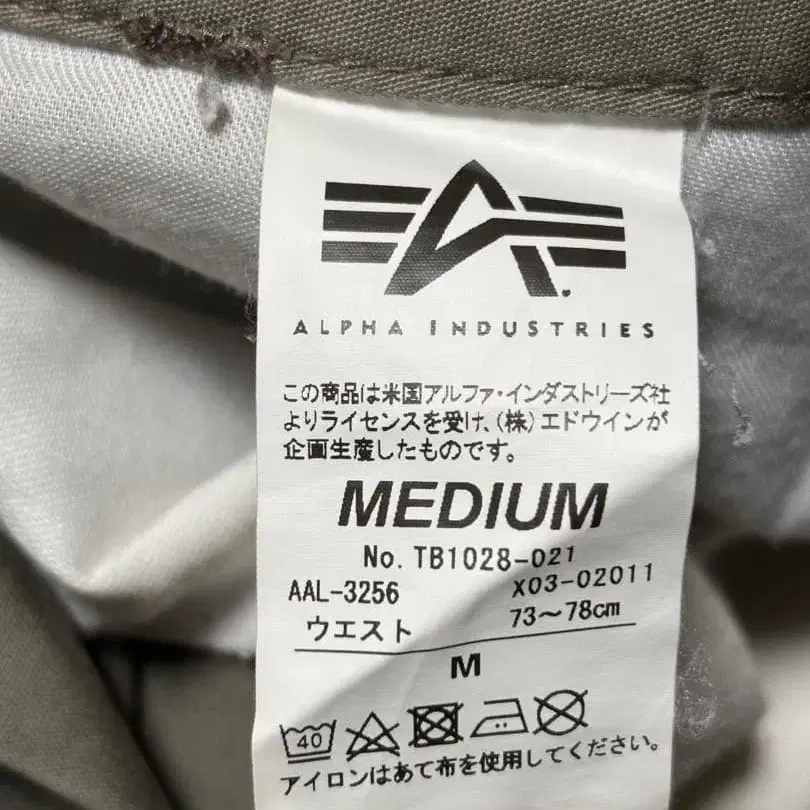 ALPHA INDUSTRIES
この商品は米国アルファ・インダストリーズ社
よりライセンスを受け、(株)エドウインが
企画生産したものです。
MEDIUM
No. TB1028-021
AAL-3256 X03-02011
ウエスト 73～78cm
M
40
アイロンはあて布を使用してください。